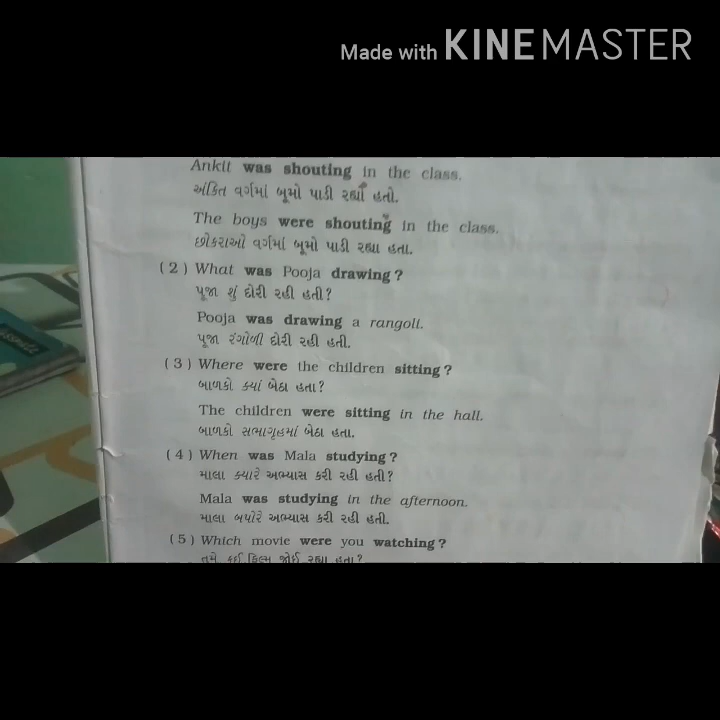 Made with KINEMASTER
Ankit was shouting in the class.
અંકિત વર્ગમાં બૂમો પાડી રહ્યો હતો.
The boys were shouting in the class.
છોકરાઓ વર્ગમાં બૂમો પાડી રહ્યા હતા.
(2) What was Pooja drawing?
પૂજા શું દોરી રહી હતી?
Pooja was drawing a rangoli.
પૂજા રંગોળી દોરી રહી હતી.
(3) Where were the children sitting?
બાળકો ક્યાં બેઠા હતા?
The children were sitting in the hall.
બાળકો સભાગૃહમાં બેઠા હતા.
(4) When was Mala studying?
માલા ક્યારે અભ્યાસ કરી રહી હતી?
Mala was studying in the afternoon.
માલા બપોરે અભ્યાસ કરી રહી હતી.
(5) Which movie were you watching?
તમે કઈ ફિલ્મ જોઈ રહ્યા હતા?